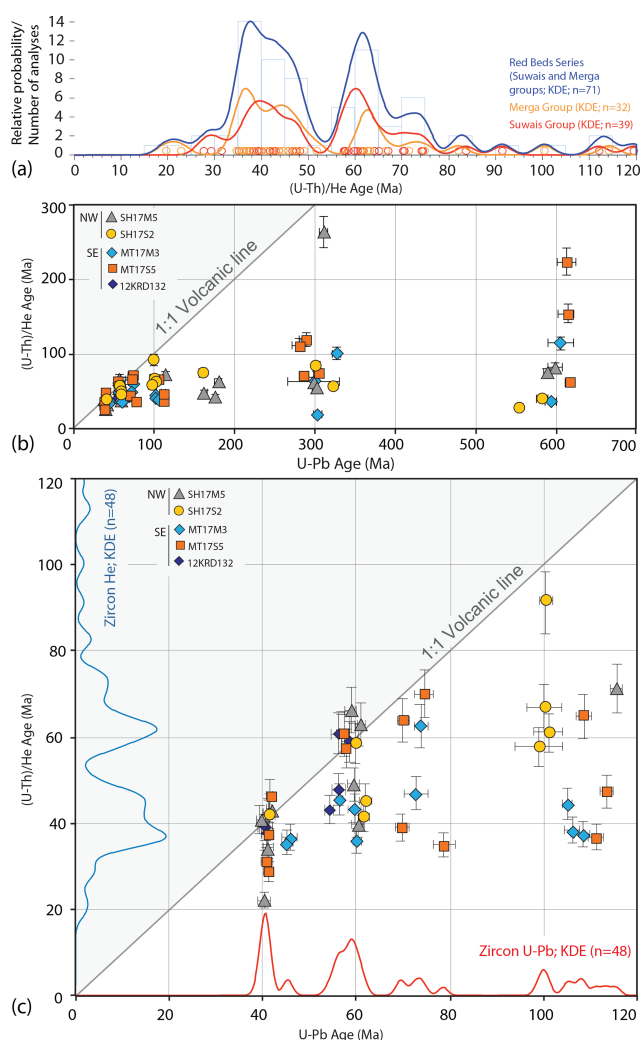 Relative probability/
Number of analyses
14
12
10
8
6
4
2
0
Red Beds Series
(Suwais and Merga
groups; KDE; n=71)
Merga Group (KDE; n=32)
Suwais Group (KDE; n=39)
0 10 20 30 40 50 60 70 80 90 100 110 120
(U-Th)/He Age (Ma)
(a)
(U-Th)/He Age (Ma)
300
200
100
0
NW SH17M5
SH17S2
SE MT17M3
MT17S5
12KRD132
1:1 Volcanic line
0 100 200 300 400 500 600 700
U-Pb Age (Ma)
(b)
(U-Th)/He Age (Ma)
120
100
80
60
40
20
0
Zircon He; KDE (n=48)
NW SH17M5
SH17S2
SE MT17M3
MT17S5
12KRD132
1:1 Volcanic line
Zircon U-Pb; KDE (n=48)
0 20 40 60 80 100 120
U-Pb Age (Ma)
(c)